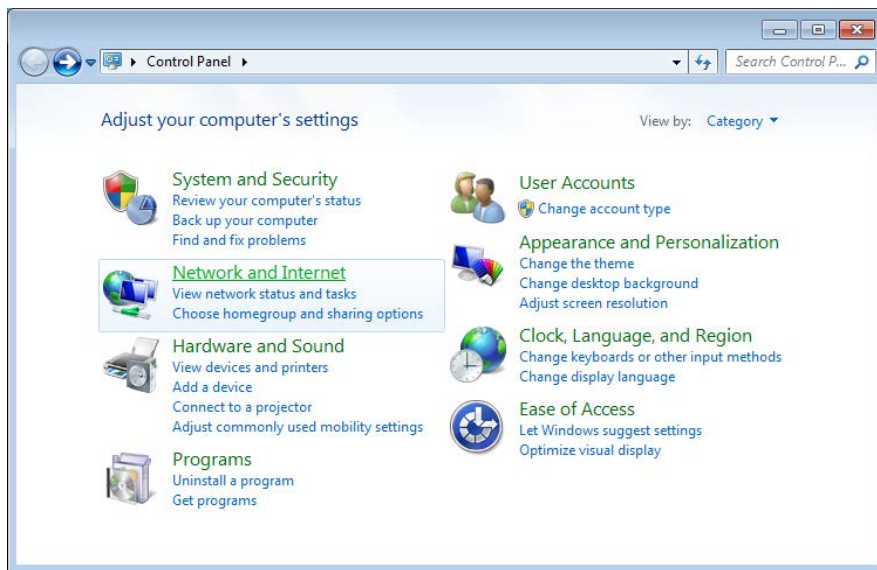 Control Panel
Search Control P...
Adjust your computer's settings
View by: Category
System and Security
Review your computer's status
Back up your computer
Find and fix problems
Network and Internet
View network status and tasks
Choose homegroup and sharing options
Hardware and Sound
View devices and printers
Add a device
Connect to a projector
Adjust commonly used mobility settings
Programs
Uninstall a program
Get programs
User Accounts
Change account type
Appearance and Personalization
Change the theme
Change desktop background
Adjust screen resolution
Clock, Language, and Region
Change keyboards or other input methods
Change display language
Ease of Access
Let Windows suggest settings
Optimize visual display